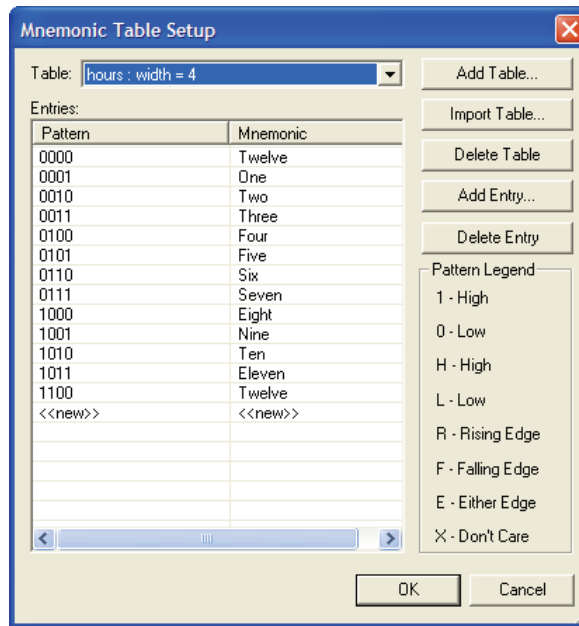 Mnemonic Table Setup
Table: hours : width = 4
Add Table...
Entries:
Import Table...
Pattern Mnemonic
0000 Twelve
0001 One
0010 Two
0011 Three
0100 Four
0101 Five
0110 Six
0111 Seven
1000 Eight
1001 Nine
1010 Ten
1011 Eleven
1100 Twelve
<<new>> <<new>>
Delete Table
Add Entry...
Delete Entry
Pattern Legend
1 - High
0 - Low
H - High
L - Low
R - Rising Edge
F - Falling Edge
E - Either Edge
X - Don't Care
OK Cancel